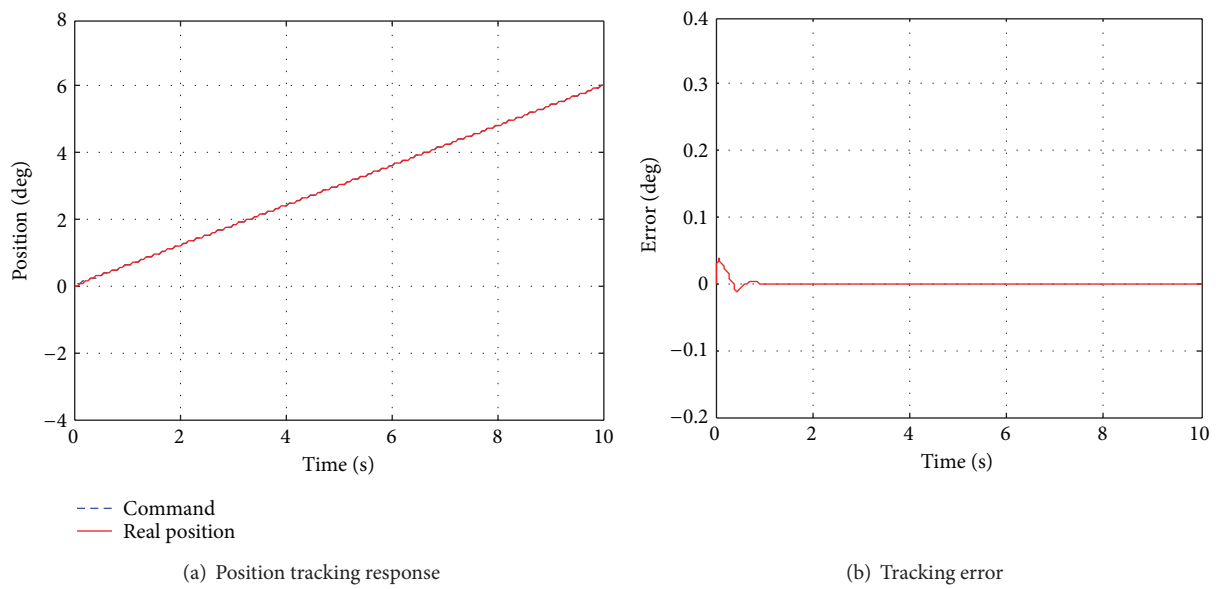 8
6
4
2
0
−2
−4
Position (deg)
0 2 4 6 8 10
Time (s)
Command
Real position
(a) Position tracking response
0.4
0.3
0.2
0.1
0
−0.1
−0.2
Error (deg)
0 2 4 6 8 10
Time (s)
(b) Tracking error